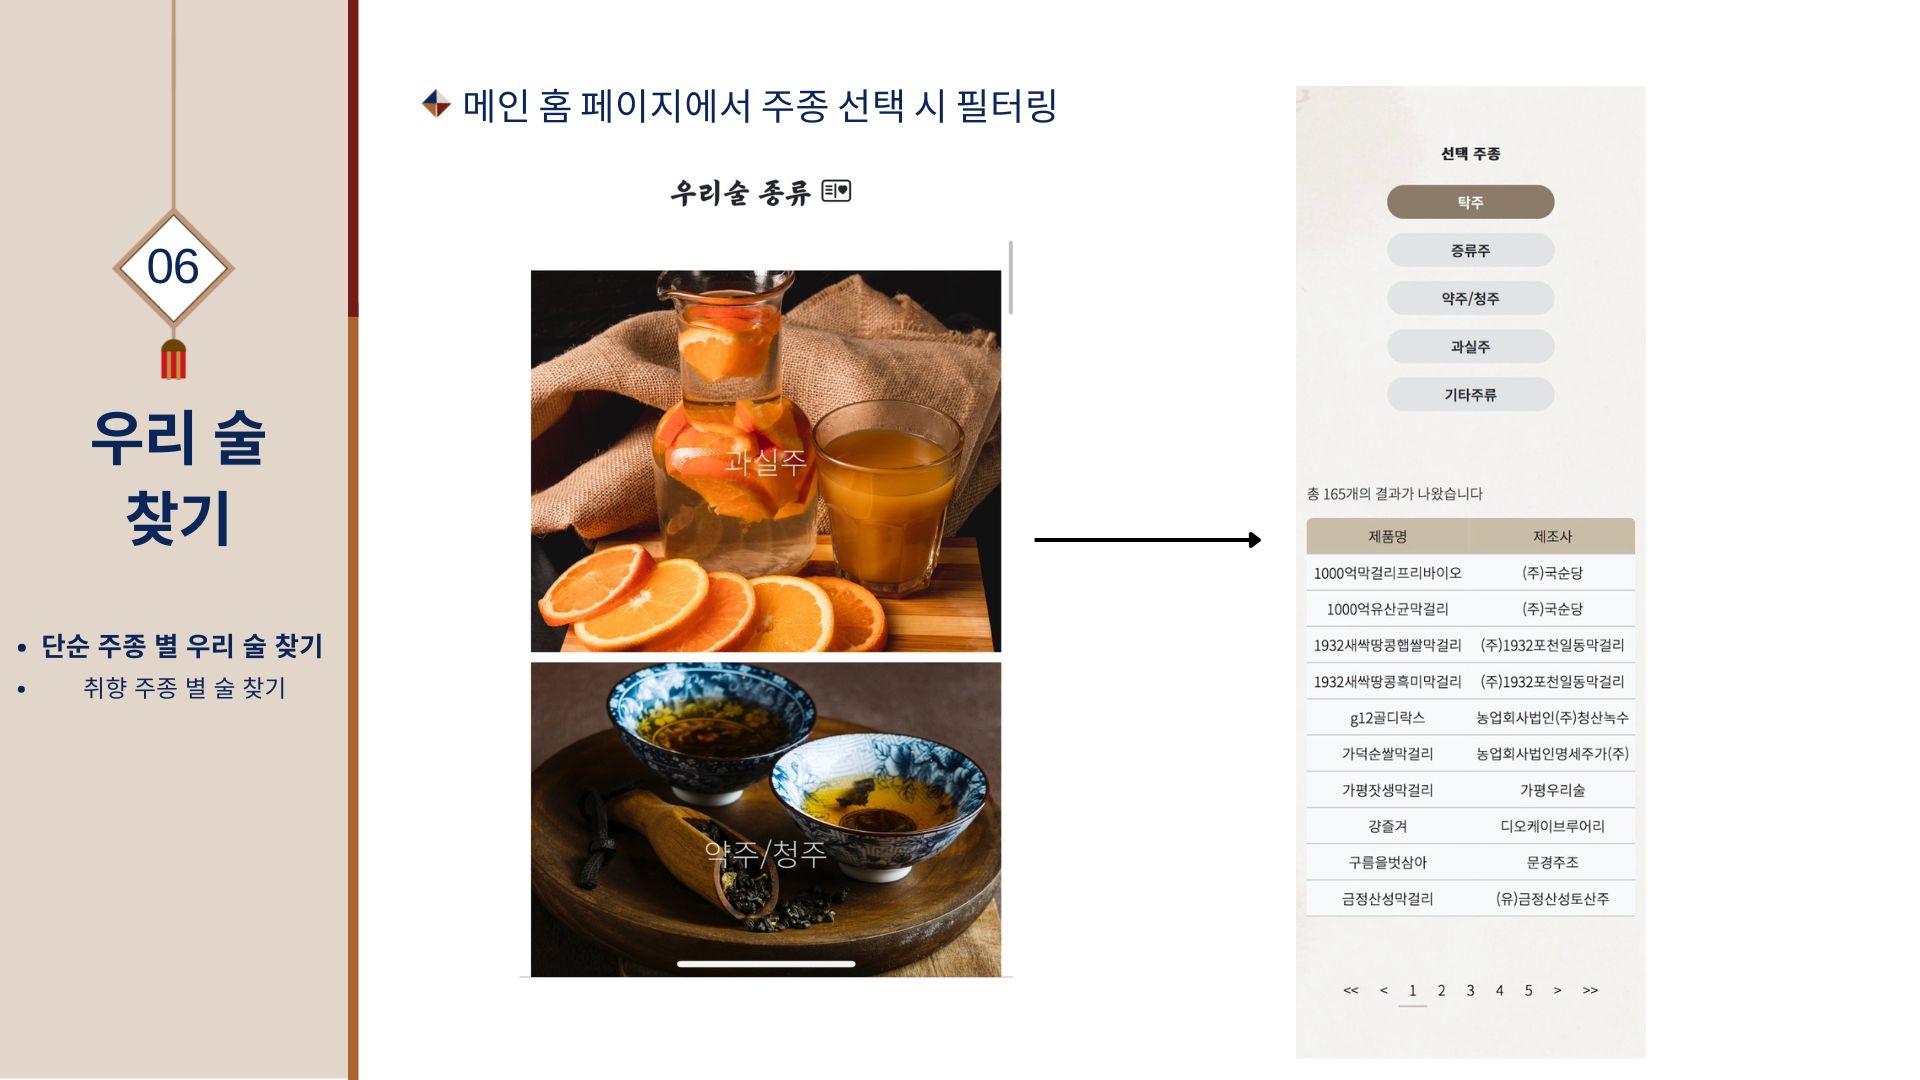 06
우리 술
찾기
• 단순 주종 별 우리 술 찾기
• 취향 주종 별 술 찾기
메인 홈 페이지에서 주종 선택 시 필터링
우리술 종류
과실주
약주/청주
선택 주종
탁주
증류주
약주/청주
과실주
기타주류
총 165개의 결과가 나왔습니다
제품명 제조사
1000억막걸리프리바이오 (주)국순당
1000억유산균막걸리 (주)국순당
1932새싹땅콩햅쌀막걸리 (주)1932포천일동막걸리
1932새싹땅콩흑미막걸리 (주)1932포천일동막걸리
g12골디락스 농업회사법인(주)청산녹수
가덕순쌀막걸리 농업회사법인명세주가(주)
가평잣생막걸리 가평우리술
걍즐겨 디오케이브루어리
구름을벗삼아 문경주조
금정산성막걸리 (유)금정산성토산주
<< < 1 2 3 4 5 > >>